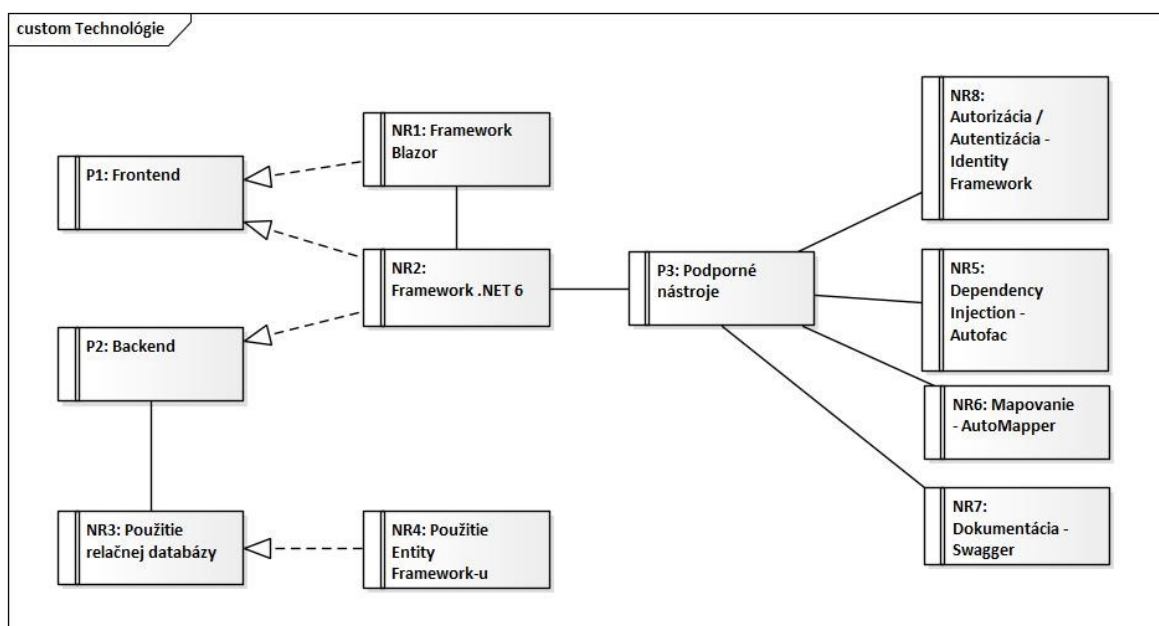 custom Technológie
P1: Frontend
NR1: Framework
Blazor
NR2:
Framework .NET 6
P2: Backend
NR3: Použitie
relačnej databázy
NR4: Použitie
Entity
Framework-u
P3: Podporné
nástroje
NR8:
Autorizácia /
Autentizácia -
Identity
Framework
NR5:
Dependency
Injection -
Autofac
NR6: Mapovanie
- AutoMapper
NR7:
Dokumentácia -
Swagger